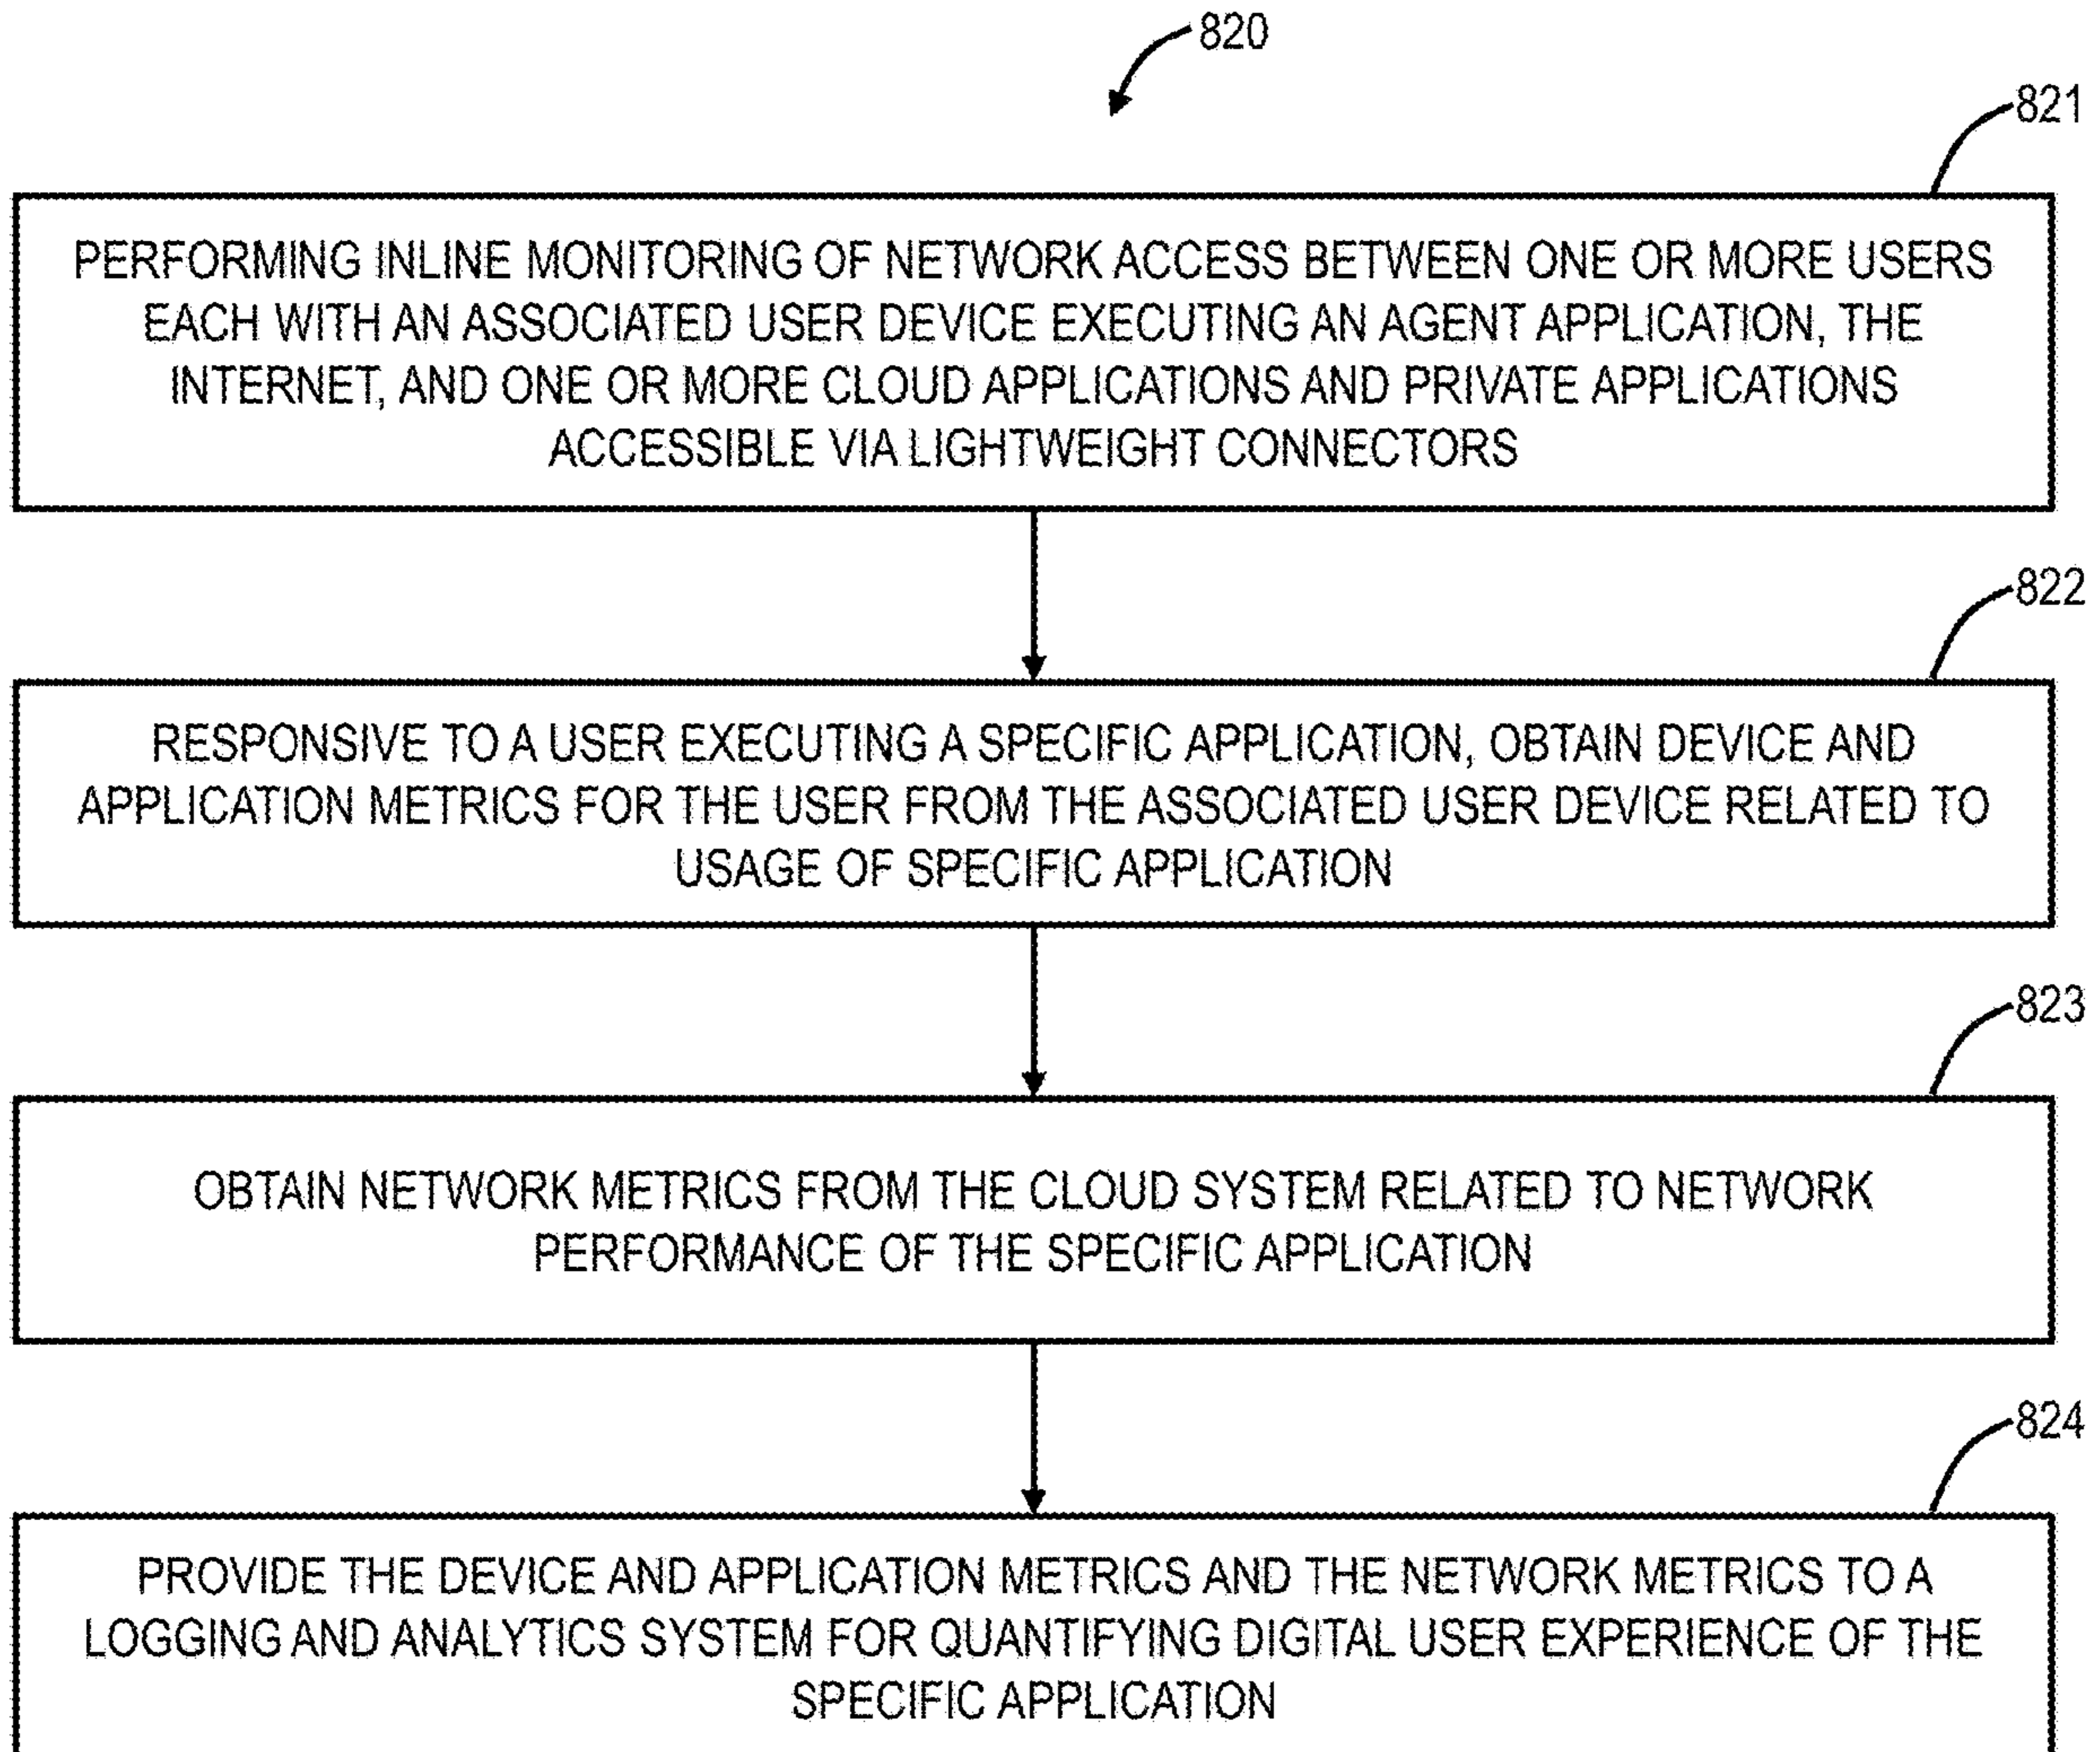 820
821
PERFORMING INLINE MONITORING OF NETWORK ACCESS BETWEEN ONE OR MORE USERS
EACH WITH AN ASSOCIATED USER DEVICE EXECUTING AN AGENT APPLICATION, THE
INTERNET, AND ONE OR MORE CLOUD APPLICATIONS AND PRIVATE APPLICATIONS
ACCESSIBLE VIA LIGHTWEIGHT CONNECTORS
822
RESPONSIVE TO A USER EXECUTING A SPECIFIC APPLICATION, OBTAIN DEVICE AND
APPLICATION METRICS FOR THE USER FROM THE ASSOCIATED USER DEVICE RELATED TO
USAGE OF SPECIFIC APPLICATION
823
OBTAIN NETWORK METRICS FROM THE CLOUD SYSTEM RELATED TO NETWORK
PERFORMANCE OF THE SPECIFIC APPLICATION
824
PROVIDE THE DEVICE AND APPLICATION METRICS AND THE NETWORK METRICS TO A
LOGGING AND ANALYTICS SYSTEM FOR QUANTIFYING DIGITAL USER EXPERIENCE OF THE
SPECIFIC APPLICATION